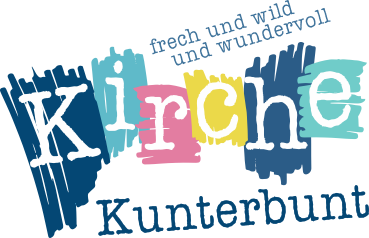 frech und wild
und wundervoll
Kirche
Kunterbunt